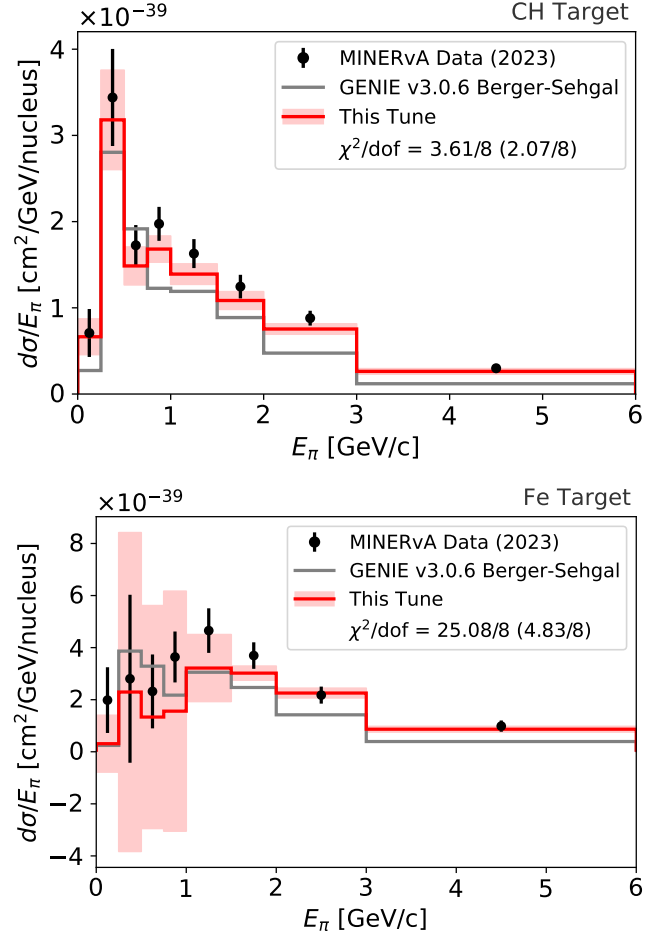 ×10−39
CH Target
MINERvA Data (2023)
GENIE v3.0.6 Berger-Sehgal
This Tune
χ²/dof = 3.61/8 (2.07/8)
dσ/Eπ [cm²/GeV/nucleus]
4
3
2
1
0
0 1 2 3 4 5 6
Eπ [GeV/c]
×10−39
Fe Target
MINERvA Data (2023)
GENIE v3.0.6 Berger-Sehgal
This Tune
χ²/dof = 25.08/8 (4.83/8)
dσ/Eπ [cm²/GeV/nucleus]
8
6
4
2
0
−2
−4
0 1 2 3 4 5 6
Eπ [GeV/c]